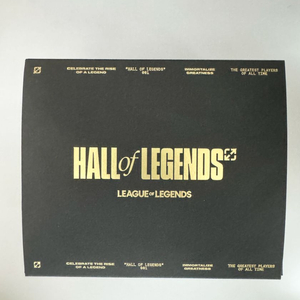 CELEBRATE THE RISE
OF A LEGEND
"HALL OF LEGENDS"
001
IMMORTALIZE
GREATNESS
THE GREATEST PLAYERS
OF ALL TIME
HALL of LEGENDS
LEAGUE OF LEGENDS
CELEBRATE THE RISE
OF A LEGEND
"HALL OF LEGENDS"
001
IMMORTALIZE
GREATNESS
THE GREATEST PLAYERS
OF ALL TIME